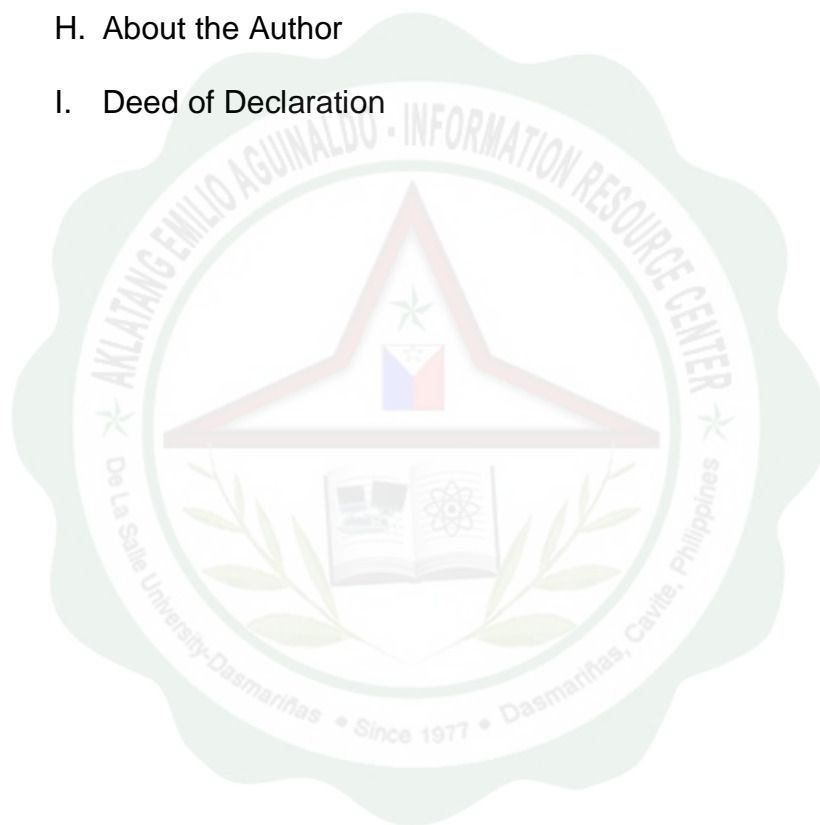 H. About the Author
I. Deed of Declaration
AKLATANG EMILIO AGUINALDO - INFORMATION RESOURCE CENTER
De La Salle University-Dasmariñas • Since 1977 • Dasmariñas, Cavite, Philippines